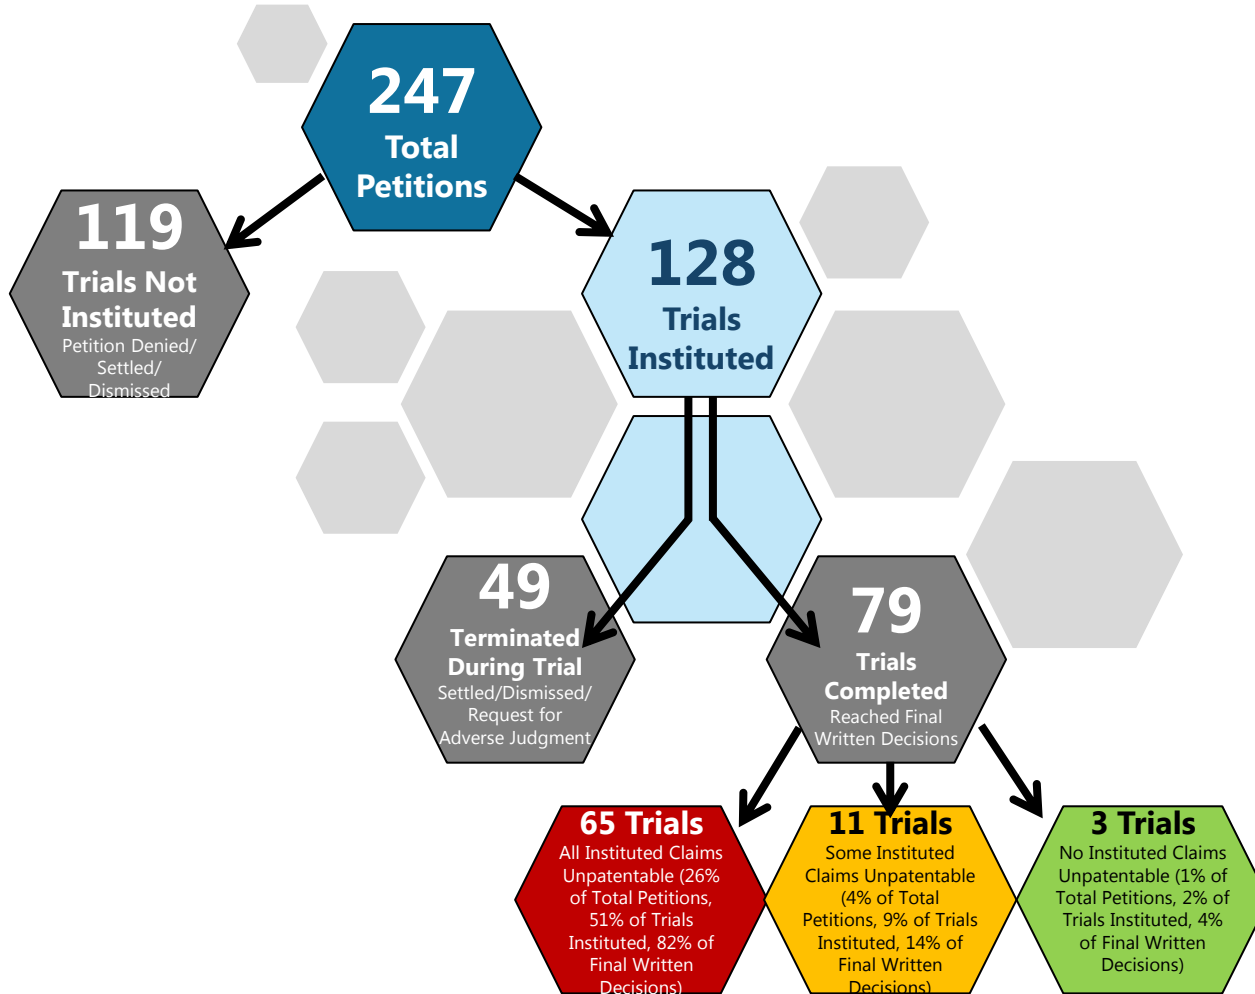 247
Total
Petitions
119
Trials Not
Instituted
Petition Denied/
Settled/
Dismissed
128
Trials
Instituted
49
Terminated
During Trial
Settled/Dismissed/
Request for
Adverse Judgment
79
Trials
Completed
Reached Final
Written Decisions
65 Trials
All Instituted Claims
Unpatentable (26%
of Total Petitions,
51% of Trials
Instituted, 82% of
Final Written
Decisions)
11 Trials
Some Instituted
Claims Unpatentable
(4% of Total
Petitions, 9% of Trials
Instituted, 14% of
Final Written
Decisions)
3 Trials
No Instituted Claims
Unpatentable (1% of
Total Petitions, 2% of
Trials Instituted, 4%
of Final Written
Decisions)